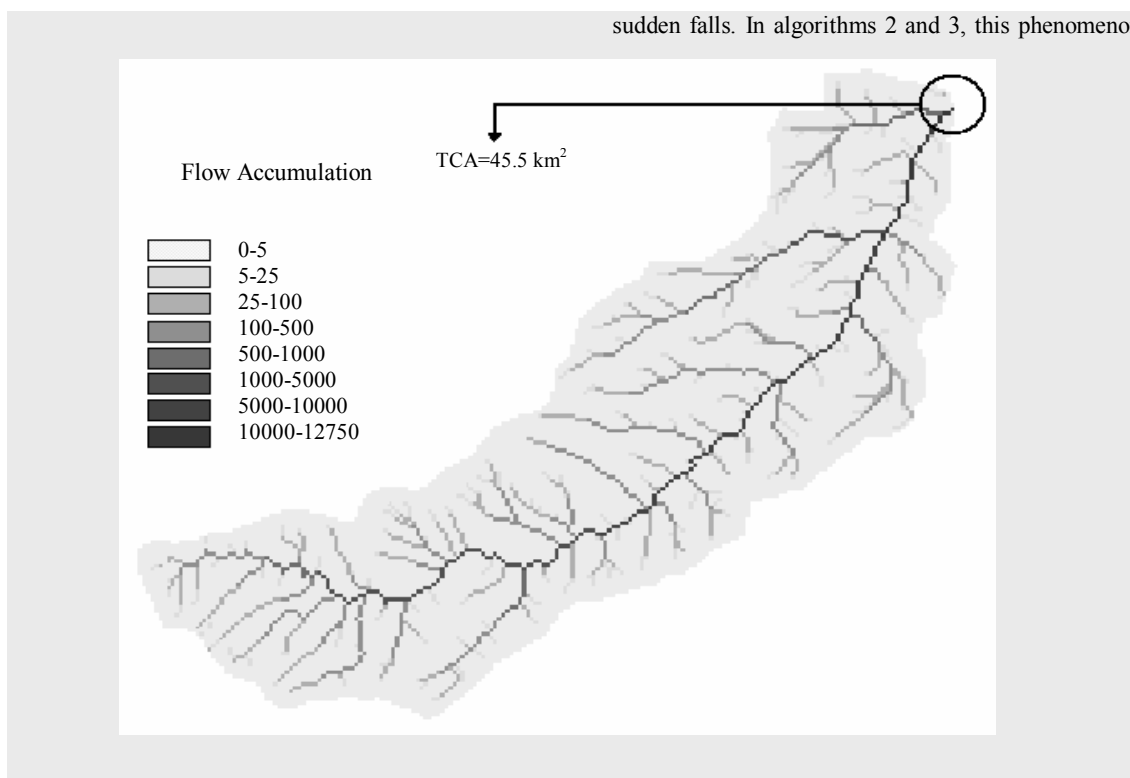 sudden falls. In algorithms 2 and 3, this phenomeno
TCA=45.5 km²
Flow Accumulation
0-5
5-25
25-100
100-500
500-1000
1000-5000
5000-10000
10000-12750